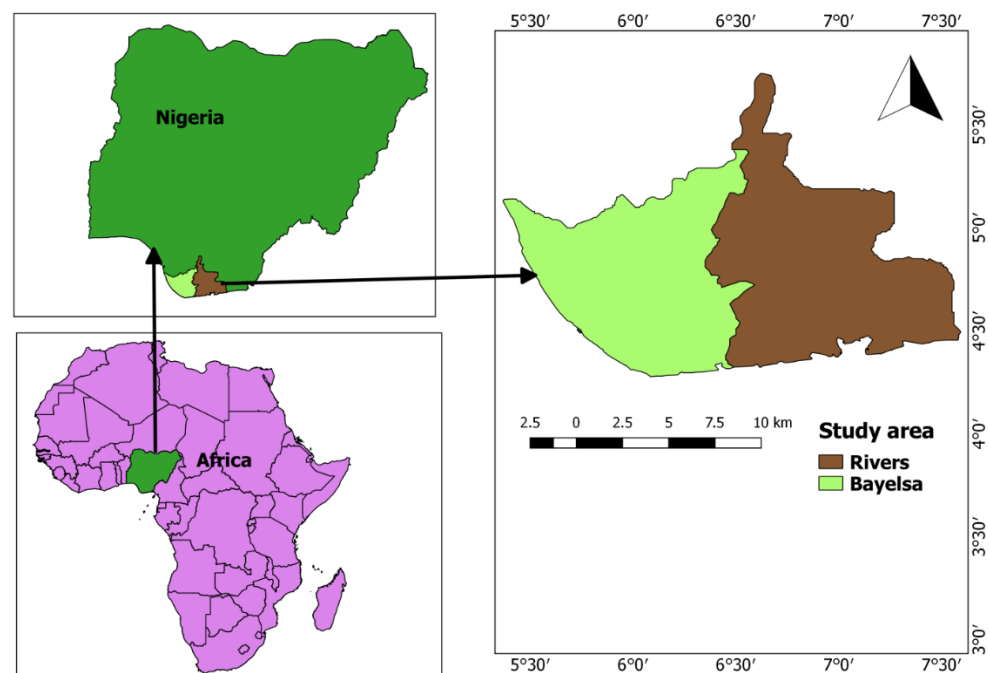 Nigeria
Africa
5°30′ 6°0′ 6°30′ 7°0′ 7°30′
5°30′
5°0′
4°30′
4°0′
3°30′
3°0′
2.5 0 2.5 5 7.5 10 km
Study area
Rivers
Bayelsa
5°30′ 6°0′ 6°30′ 7°0′ 7°30′